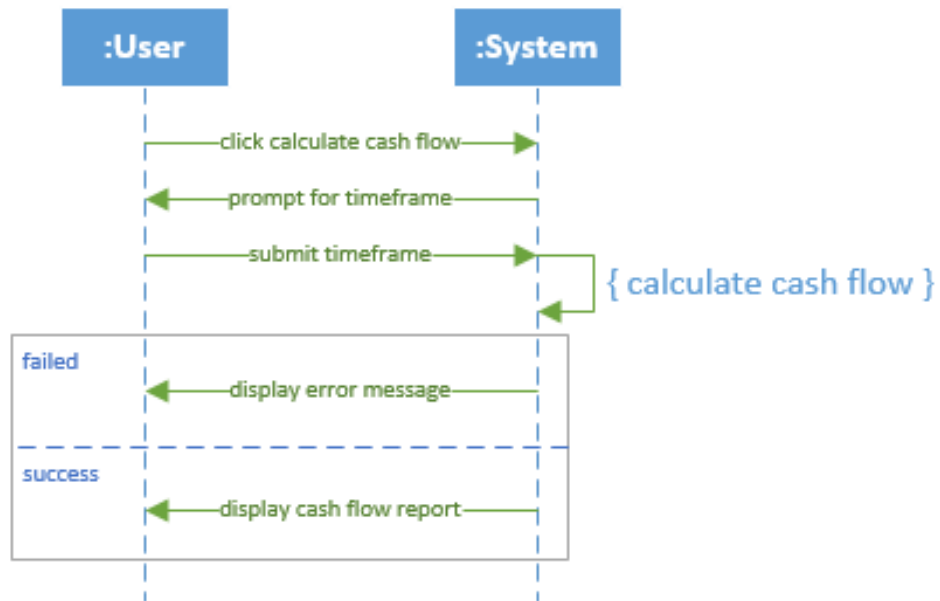 :User
:System
click calculate cash flow
prompt for timeframe
submit timeframe
{ calculate cash flow }
failed
display error message
success
display cash flow report